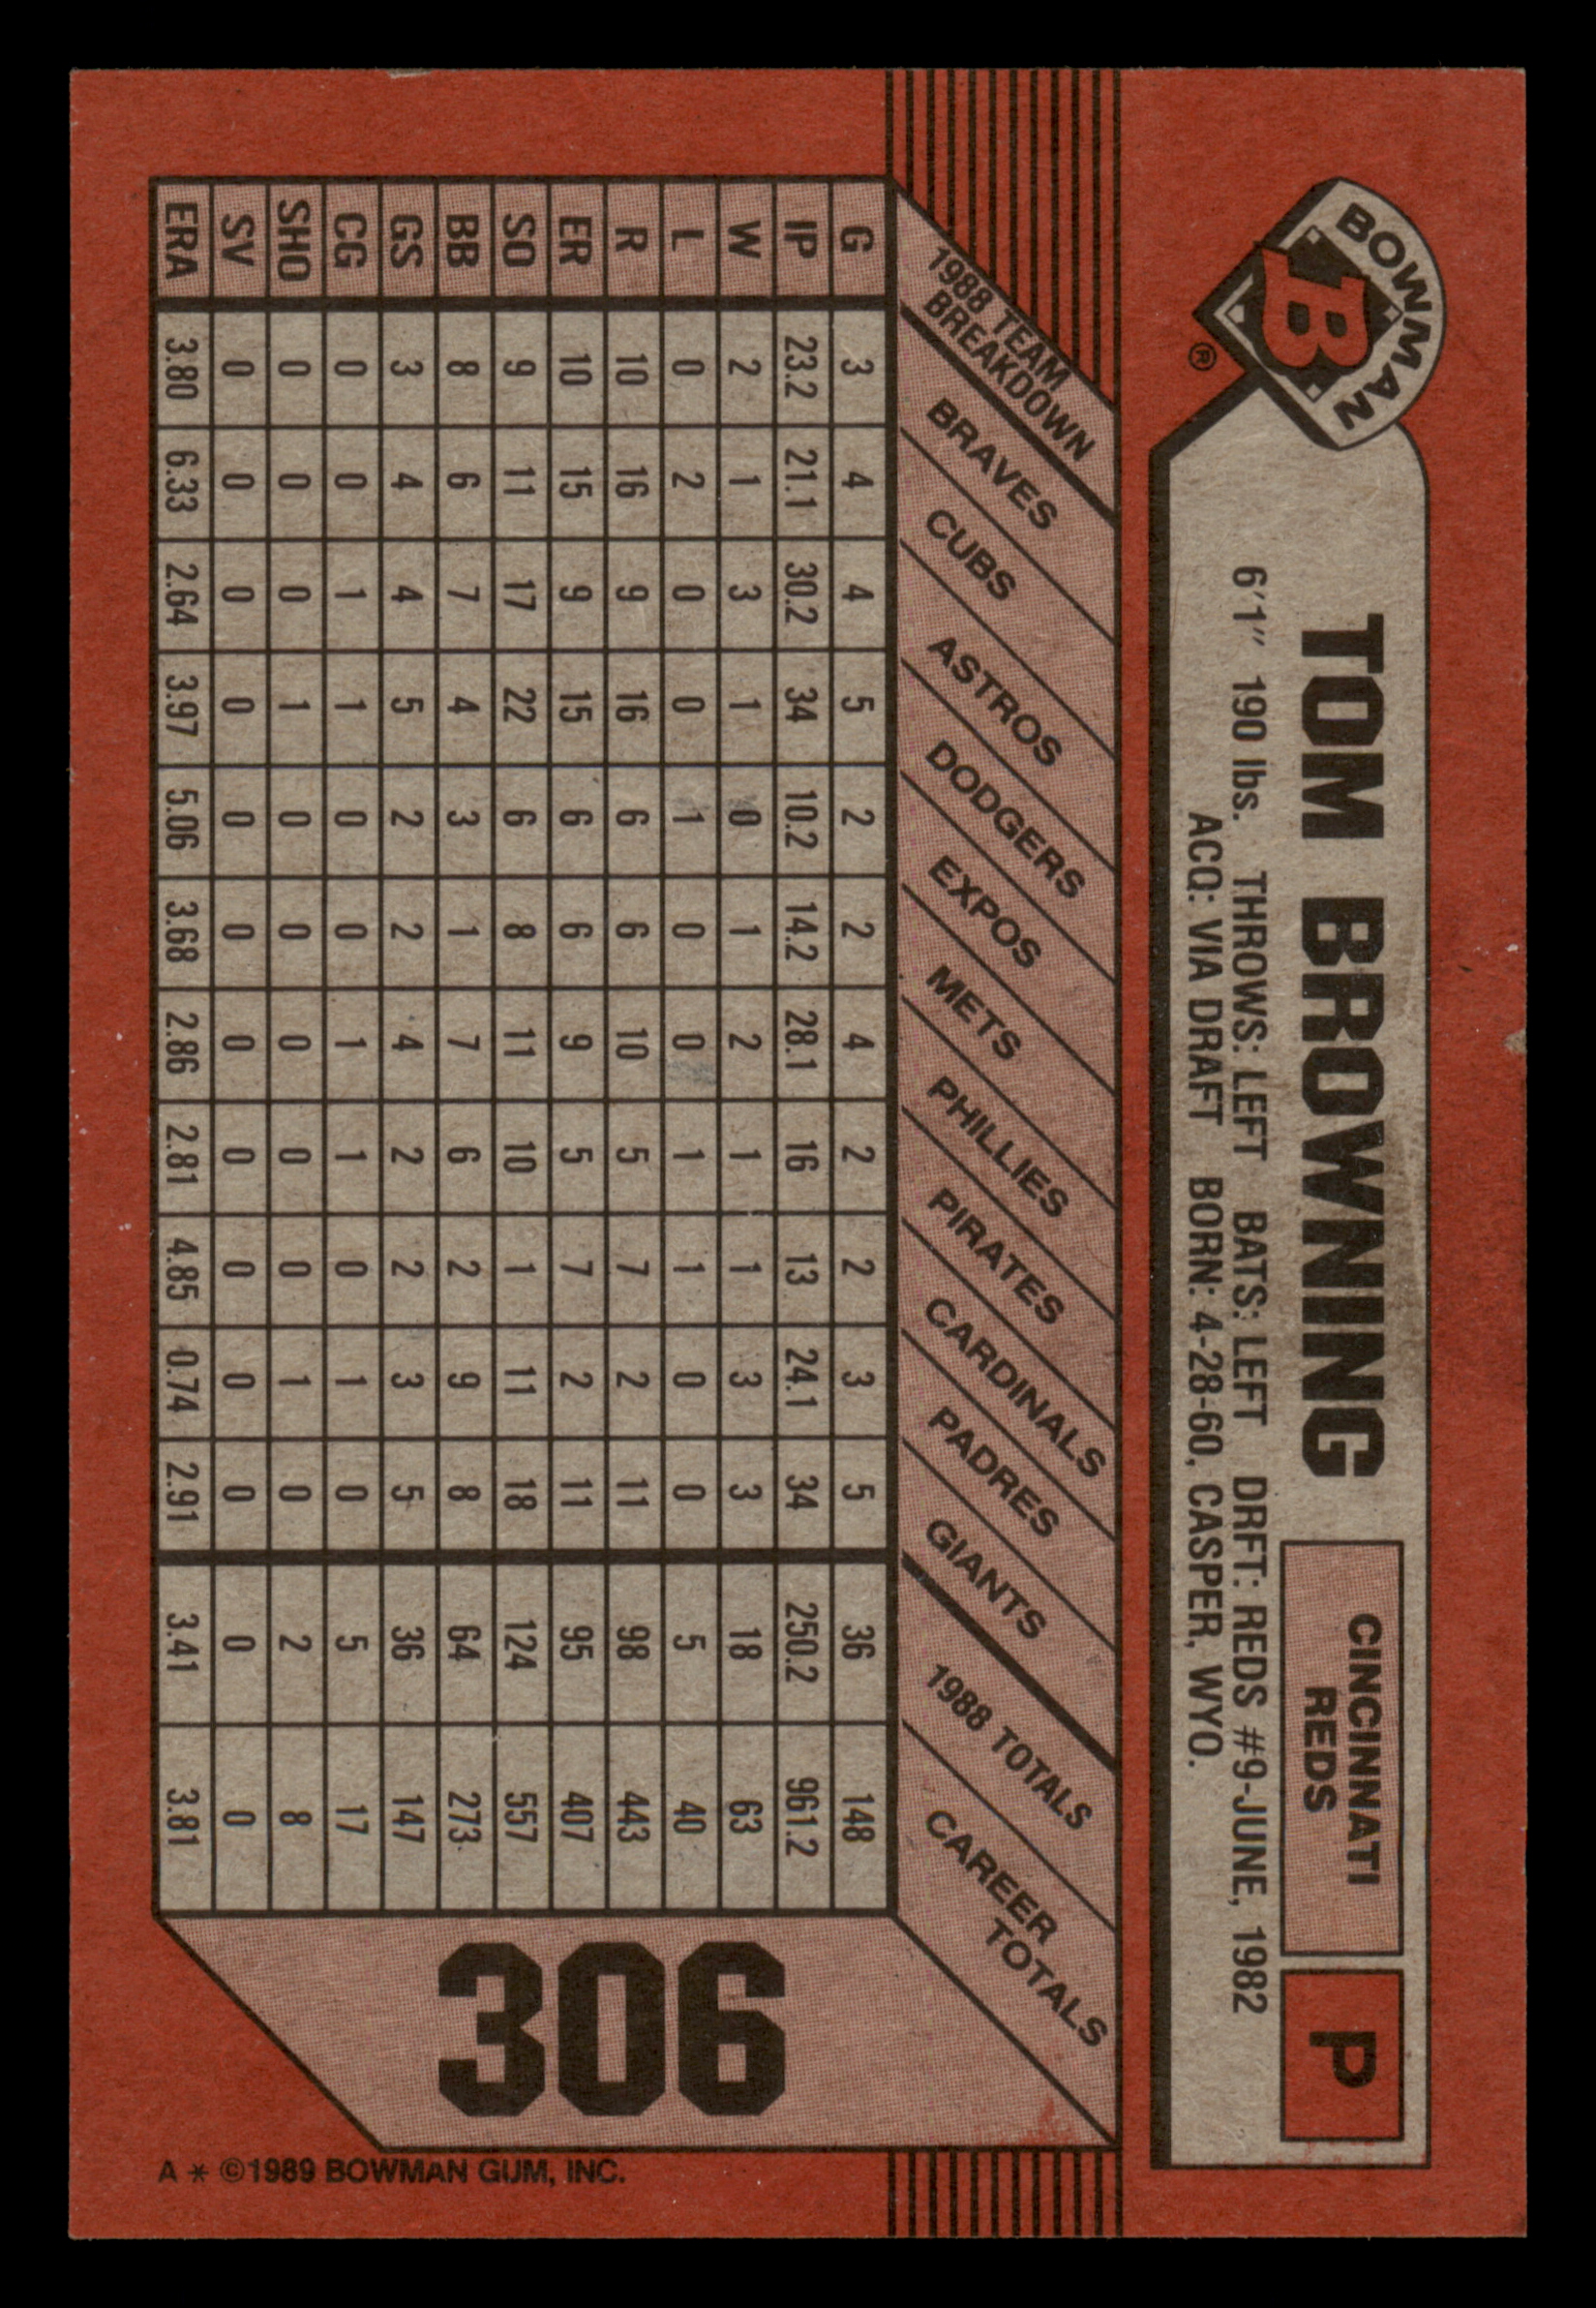 BOWMAN
B
®
TOM BROWNING
CINCINNATI
REDS
P
6'1" 190 lbs. THROWS: LEFT BATS: LEFT DRFT: REDS #9-JUNE, 1982
ACQ: VIA DRAFT BORN: 4-28-60, CASPER, WYO.
1988 TEAM BREAKDOWN BRAVES CUBS ASTROS DODGERS EXPOS METS PHILLIES PIRATES CARDINALS PADRES GIANTS 1988 TOTALS CAREER TOTALS
G 3 4 4 5 2 2 4 2 2 3 5 36 148
IP 23.2 21.1 30.2 34 10.2 14.2 28.1 16 13 24.1 34 250.2 961.2
W 2 1 3 1 0 1 2 1 1 3 3 18 63
L 0 2 0 0 1 0 0 1 1 0 0 5 40
R 10 16 9 16 6 6 10 5 7 2 11 98 443
ER 10 15 9 15 6 6 9 5 7 2 11 95 407
SO 9 11 17 22 6 8 11 10 1 11 18 124 557
BB 8 6 7 4 3 1 7 6 2 9 8 64 273
GS 3 4 4 5 2 2 4 2 2 3 5 36 147
CG 0 0 1 1 0 0 1 1 0 1 0 5 17
SHO 0 0 0 1 0 0 0 0 0 1 0 2 8
SV 0 0 0 0 0 0 0 0 0 0 0 0 0
ERA 3.80 6.33 2.64 3.97 5.06 3.68 2.86 2.81 4.85 0.74 2.91 3.41 3.81
306
A * ©1989 BOWMAN GUM, INC.